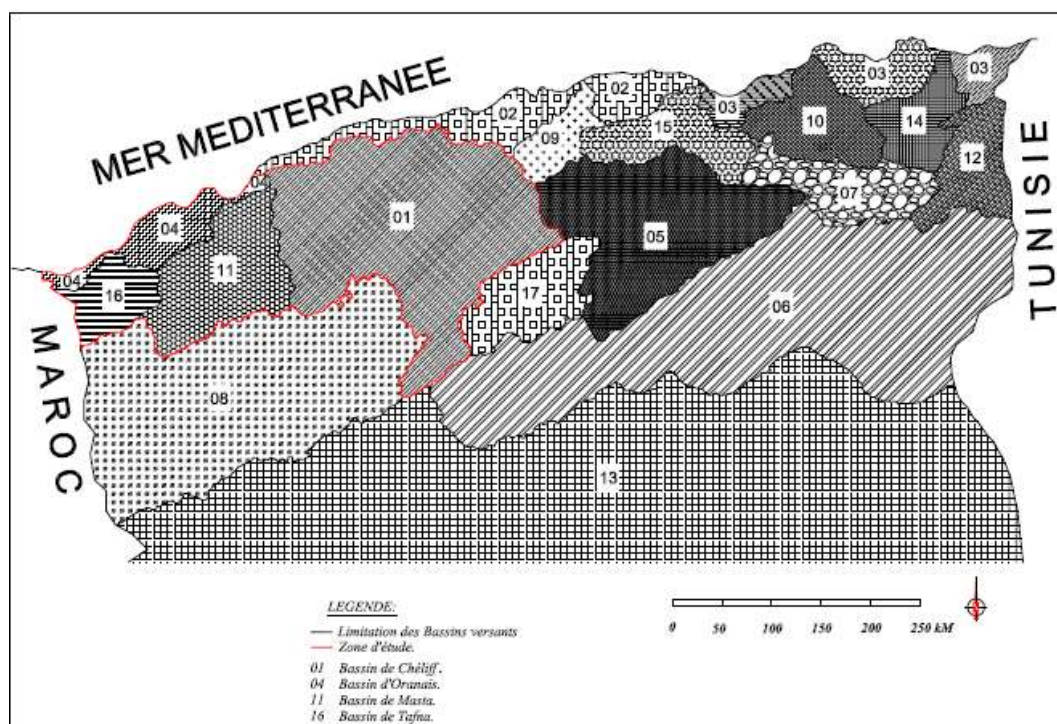 MER MEDITERRANEE
02
03
03
02
03
10
14
15
09
12
07
04
01
04
05
11
04
16
17
06
08
13
MAROC
TUNISIE
LEGENDE:
Limitation des Bassins versants
Zone d'étude.
01 Bassin de Chéliff.
04 Bassin d'Oranais.
11 Bassin de Masta.
16 Bassin de Tafna.
0 50 100 150 200 250 kM